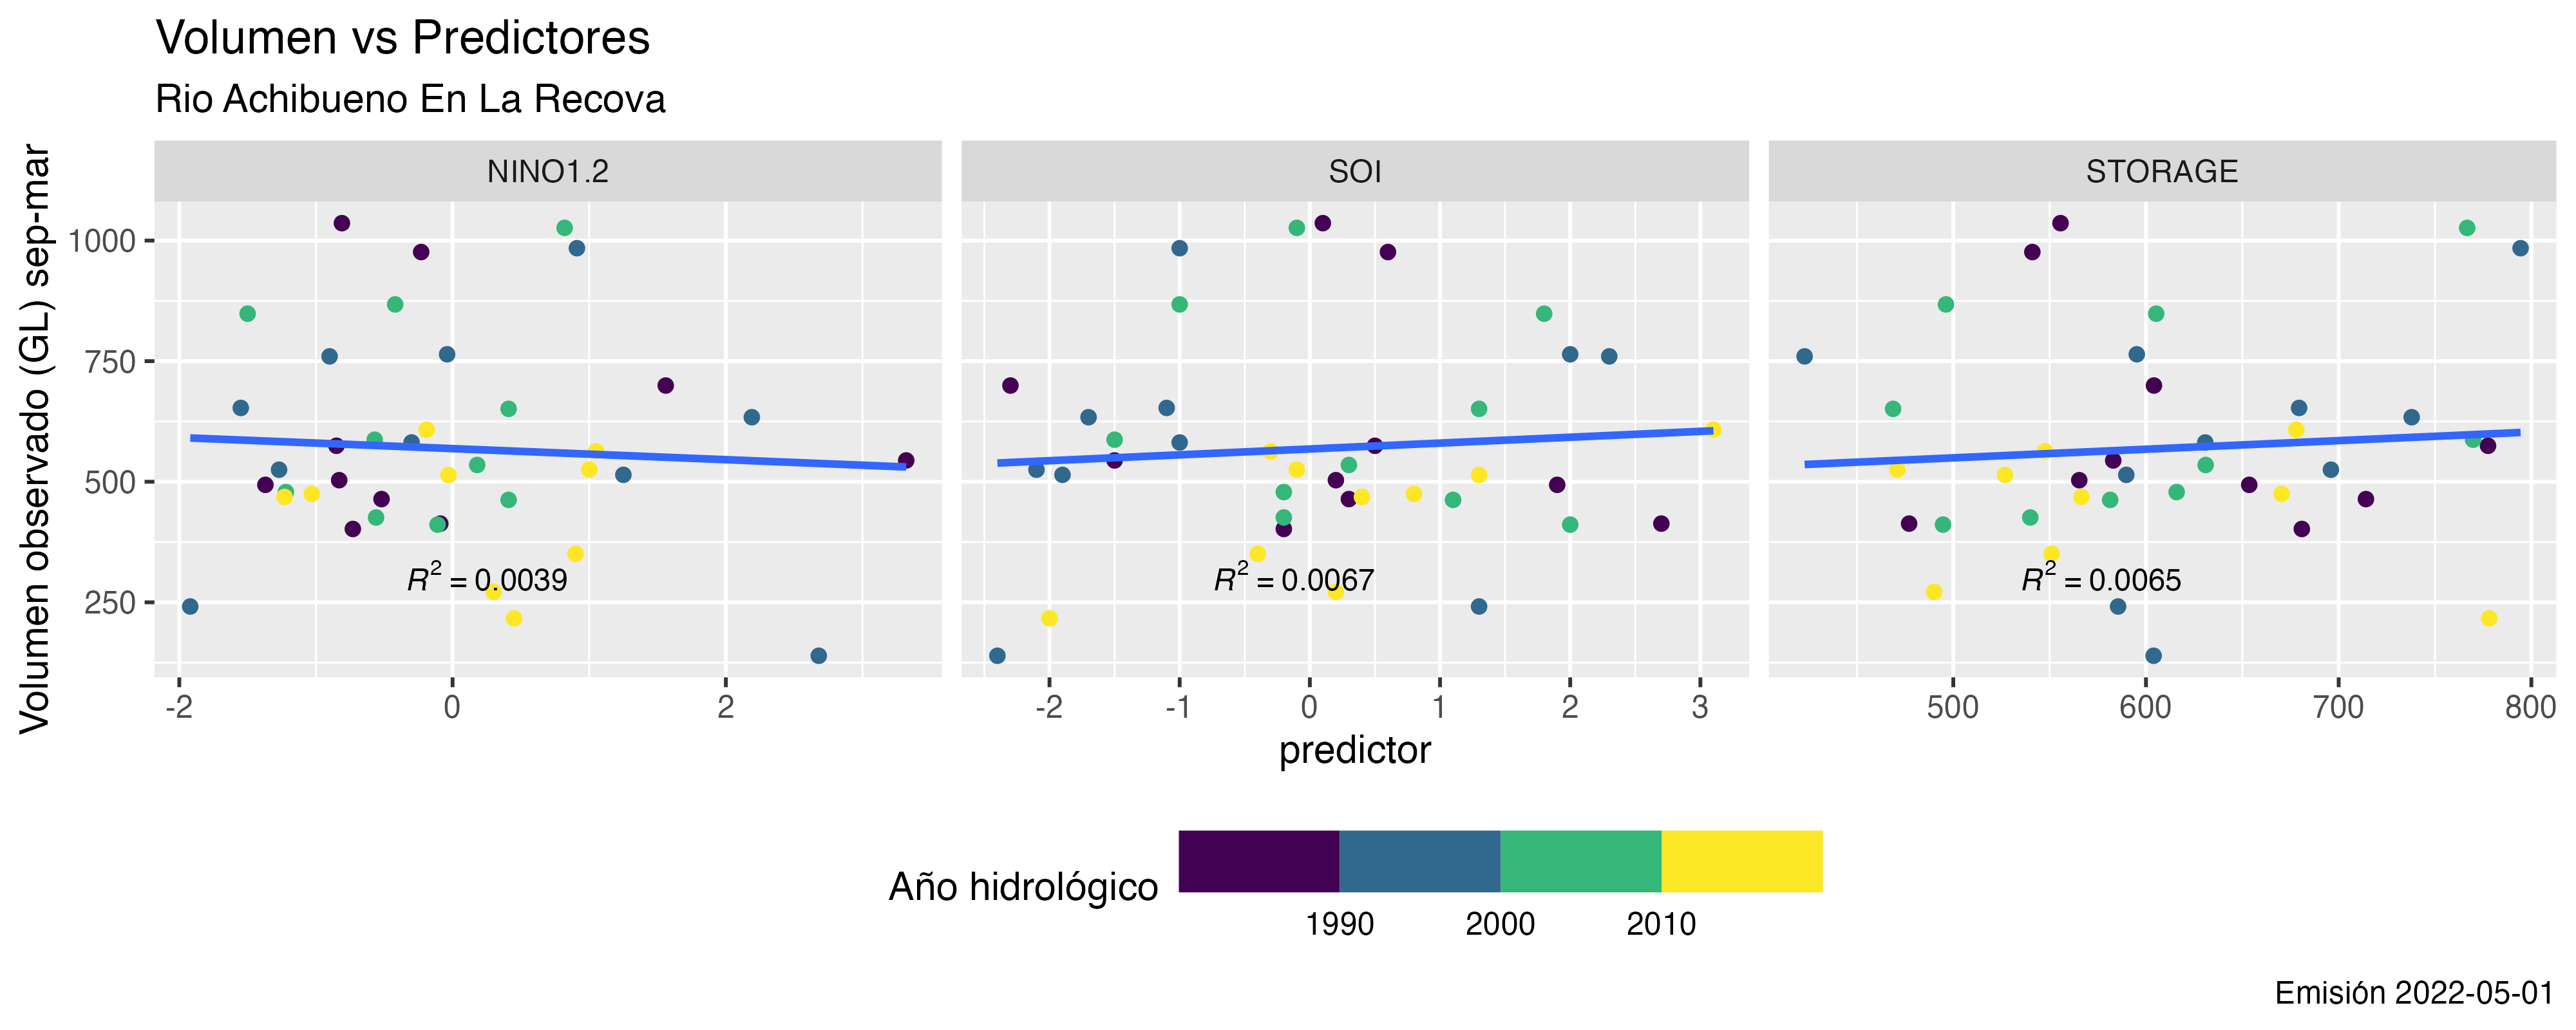 Volumen vs Predictores
Rio Achibueno En La Recova
Volumen observado (GL) sep-mar
NINO1.2
SOI
STORAGE
1000
750
500
250
R² = 0.0039
R² = 0.0067
R² = 0.0065
-2 0 2
-2 -1 0 1 2 3
500 600 700 800
predictor
Año hidrológico
1990 2000 2010
Emisión 2022-05-01